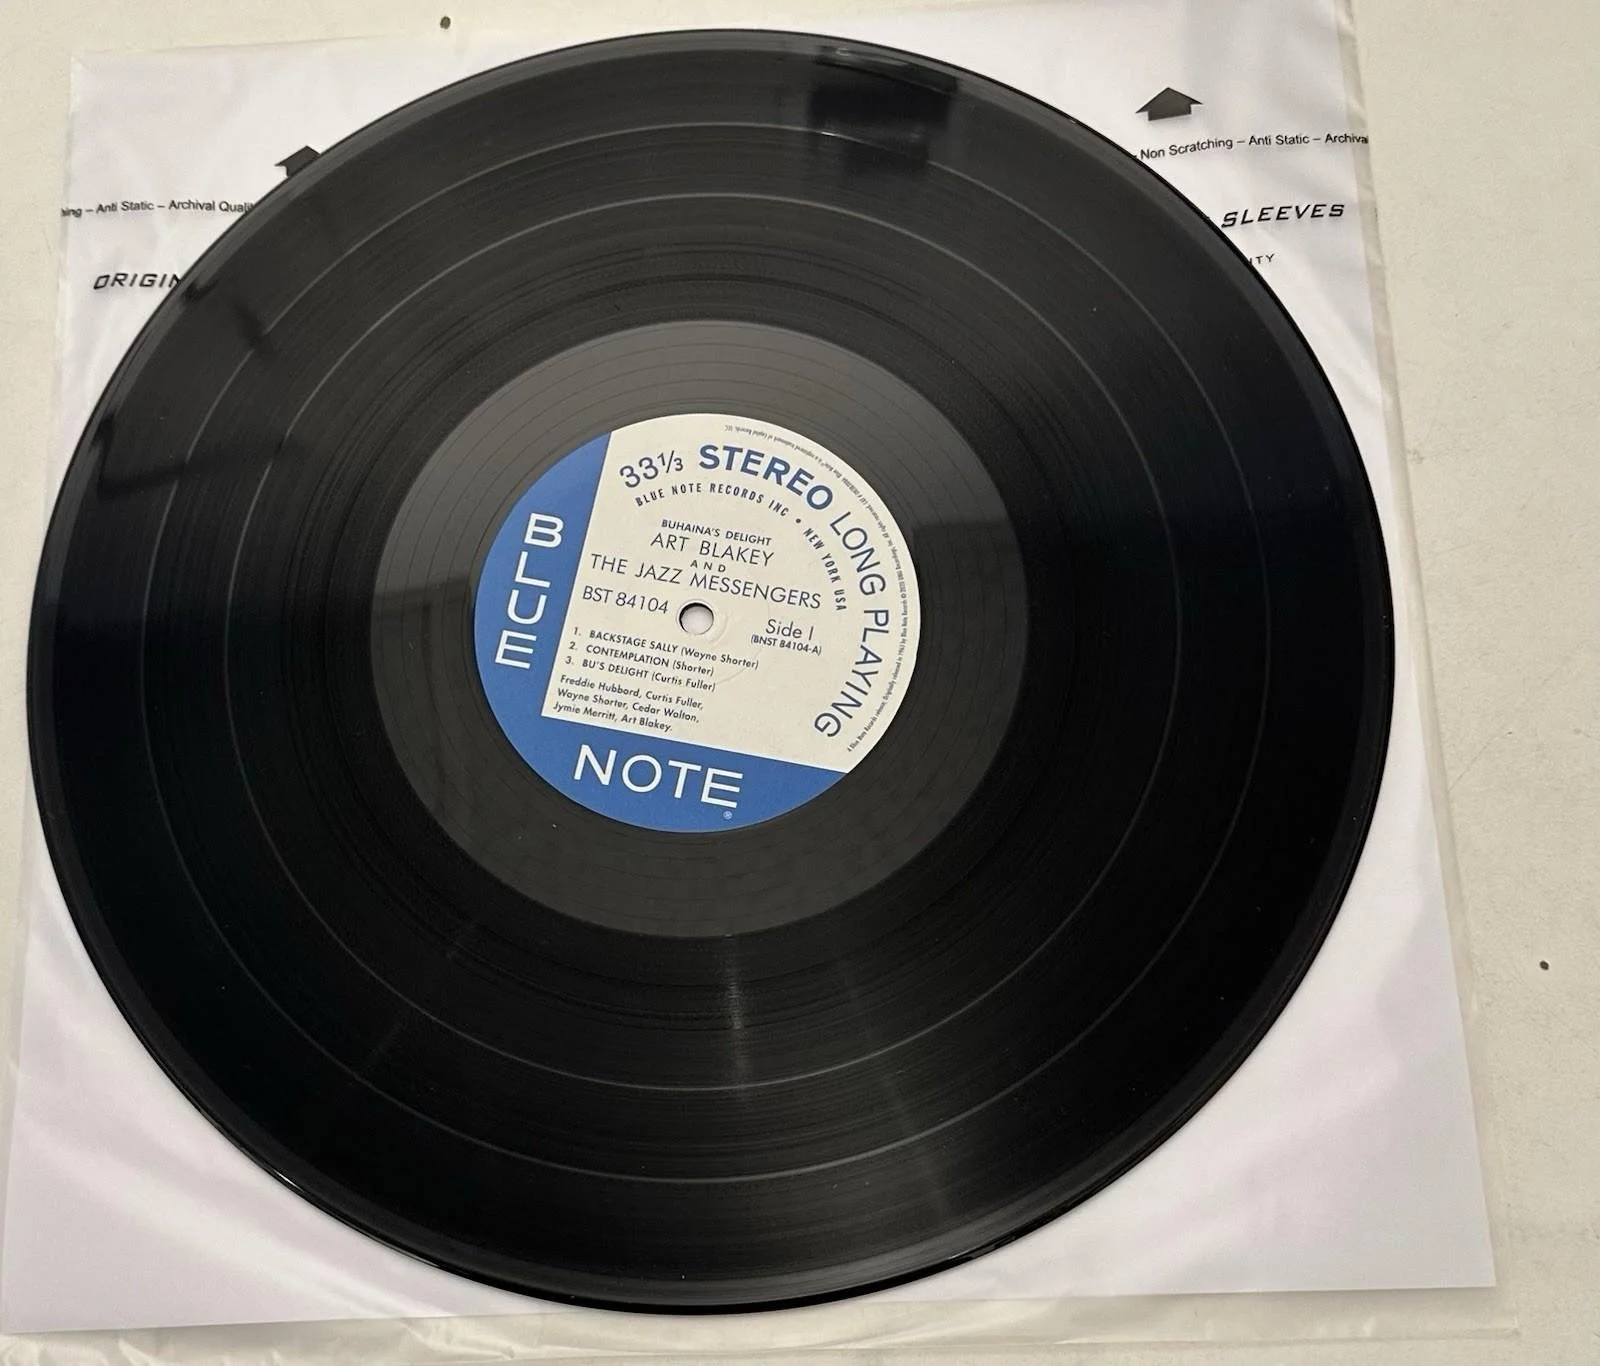 Non Scratching – Anti Static – Archival
– Anti Static – Archival Quali
SLEEVES
ORIGIN
ITY
33⅓ STEREO LONG PLAYING
BLUE NOTE RECORDS INC • NEW YORK USA
BUHAINA'S DELIGHT
ART BLAKEY
AND
THE JAZZ MESSENGERS
BST 84104
Side 1
(BNST 84104-A)
1. BACKSTAGE SALLY (Wayne Shorter)
2. CONTEMPLATION (Shorter)
3. BU'S DELIGHT (Curtis Fuller)
Freddie Hubbard, Curtis Fuller,
Wayne Shorter, Cedar Walton,
Jymie Merritt, Art Blakey.
BLUE
NOTE
®